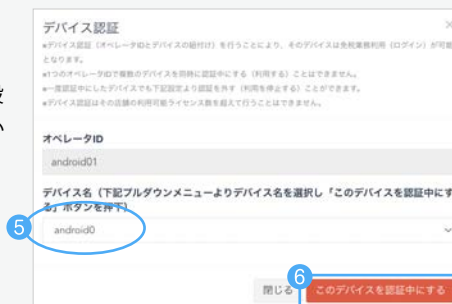 デバイス認証
×
※デバイス認証（オペレータIDとデバイスの紐付け）を行うことにより、そのデバイスは免税業務利用（ログイン）が可能
となります。
※1つのオペレータIDで複数のデバイスを同時に認証中にする（利用する）ことはできません。
※一度認証中にしたデバイスでも下記設定より認証を外す（利用を停止する）ことができます。
※デバイス認証はその店舗の利用可能ライセンス数を超えて行うことはできません。
オペレータID
android01
デバイス名（下記プルダウンメニューよりデバイス名を選択し「このデバイスを認証中にす
る」ボタンを押下）
5
android0
6
閉じる
このデバイスを認証中にする